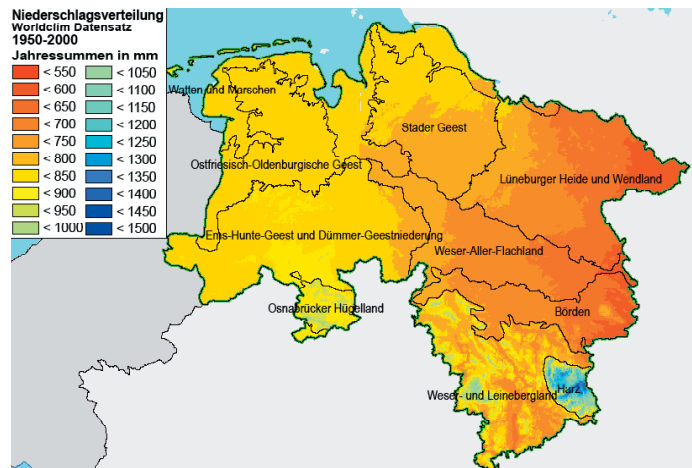 Niederschlagsverteilung
Worldclim Datensatz
1950-2000
Jahressummen in mm
< 550 < 1050
< 600 < 1100
< 650 < 1150
< 700 < 1200
< 750 < 1250
< 800 < 1300
< 850 < 1350
< 900 < 1400
< 950 < 1450
< 1000 < 1500
Watten und Marschen
Stader Geest
Ostfriesisch-Oldenburgische Geest
Lüneburger Heide und Wendland
Ems-Hunte-Geest und Dümmer-Geestniederung
Weser-Aller-Flachland
Osnabrücker Hügelland
Börden
Harz
Weser- und Leinebergland